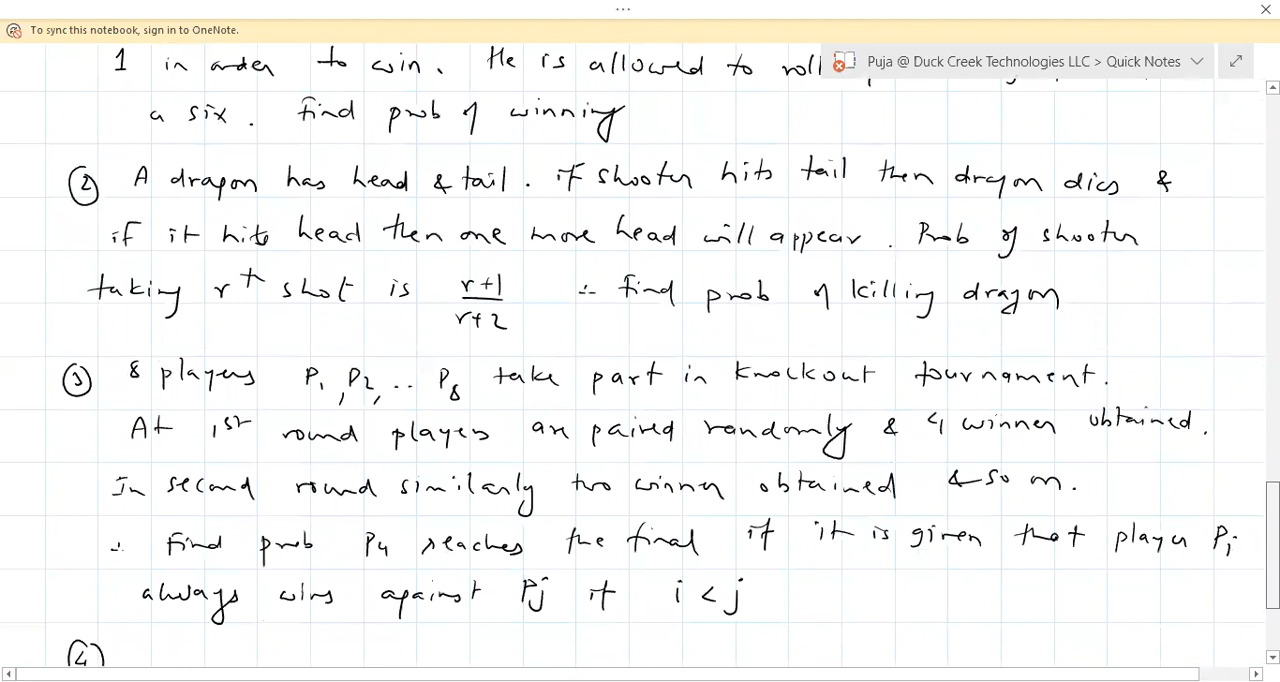 To sync this notebook, sign in to OneNote.
Puja @ Duck Creek Technologies LLC > Quick Notes
1 in order to win. He is allowed to roll
a six. find prob of winning
② A dragon has head & tail. if shooter hits tail then dragon dies &
if it hits head then one more head will appear. Prob of shooter
taking rth shot is r+1/r+2 ∴ find prob of killing dragon
③ 8 players P1, P2, .. P8 take part in knockout tournament.
At 1st round players are paired randomly & 4 winner obtained.
In second round similarly two winner obtained & so on.
∴ Find prob P4 reaches the final if it is given that player Pi
always wins against Pj if i < j
④